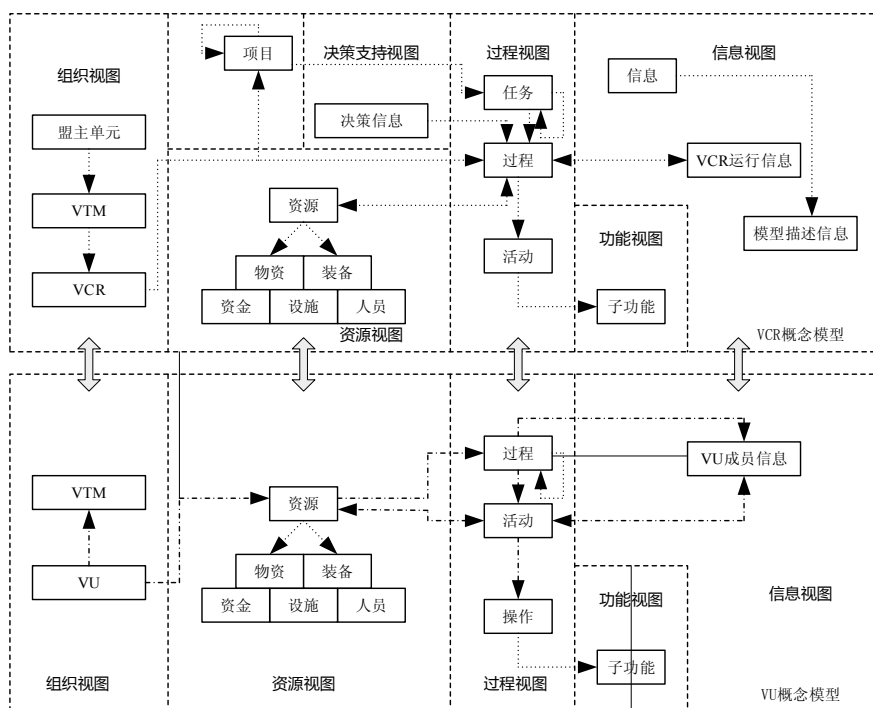 项目
决策支持视图
过程视图
信息视图
组织视图
信息
任务
决策信息
盟主单元
过程
VCR运行信息
资源
VTM
功能视图
模型描述信息
活动
物资
装备
VCR
资金
设施
人员
子功能
资源视图
VCR概念模型
过程
VU成员信息
VTM
资源
活动
物资
装备
VU
功能视图
信息视图
资金
设施
人员
操作
子功能
组织视图
资源视图
过程视图
VU概念模型